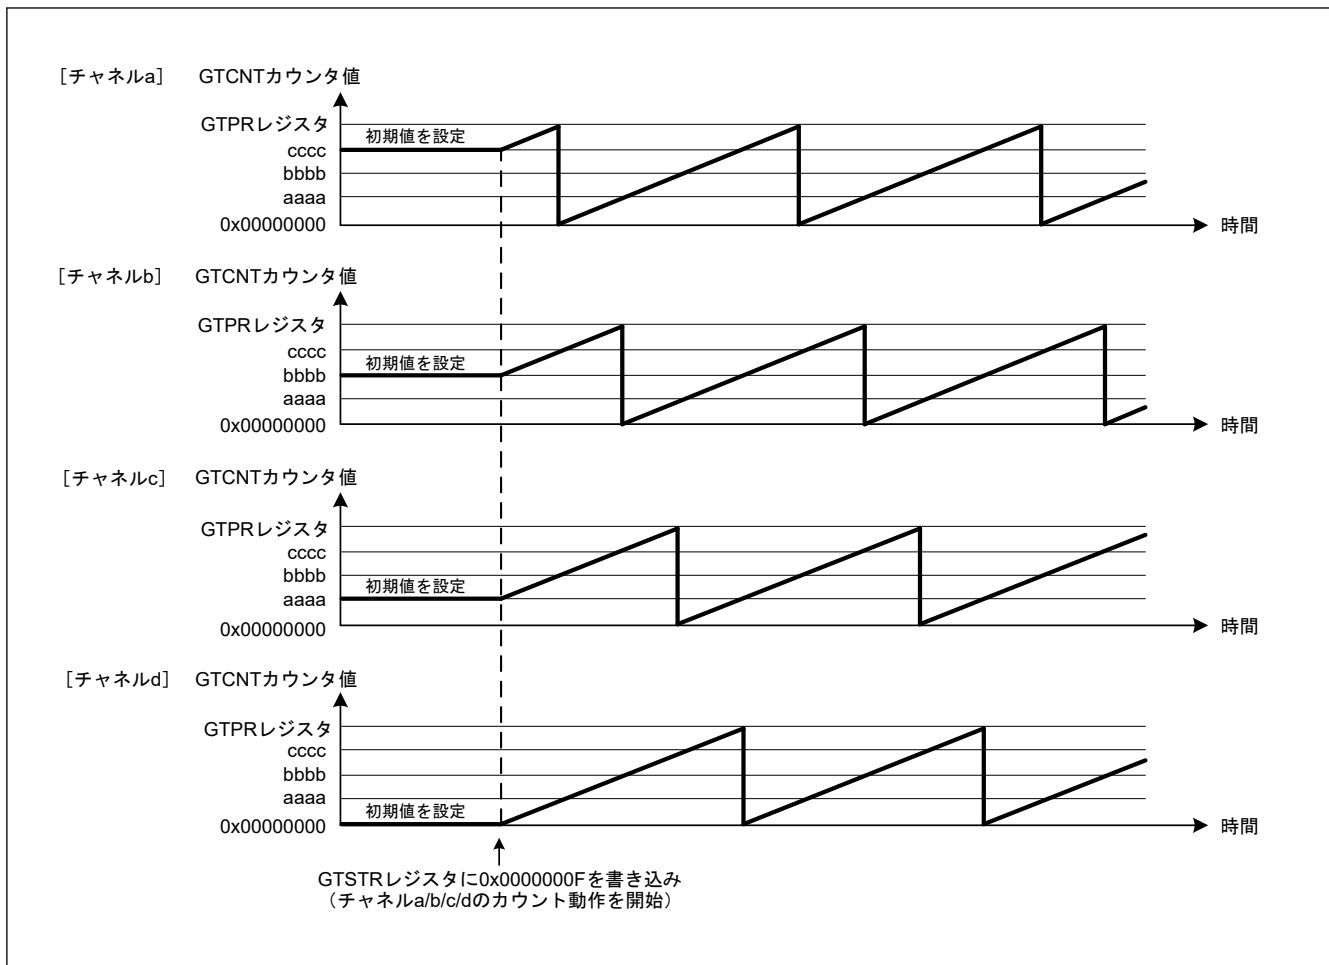 ［チャネルa］ GTCNTカウンタ値
GTPRレジスタ
初期値を設定
cccc
bbbb
aaaa
0x00000000
時間
［チャネルb］ GTCNTカウンタ値
GTPRレジスタ
cccc
初期値を設定
bbbb
aaaa
0x00000000
時間
［チャネルc］ GTCNTカウンタ値
GTPRレジスタ
cccc
bbbb
初期値を設定
aaaa
0x00000000
時間
［チャネルd］ GTCNTカウンタ値
GTPRレジスタ
cccc
bbbb
aaaa
初期値を設定
0x00000000
時間
GTSTRレジスタに0x0000000Fを書き込み
（チャネルa/b/c/dのカウント動作を開始）